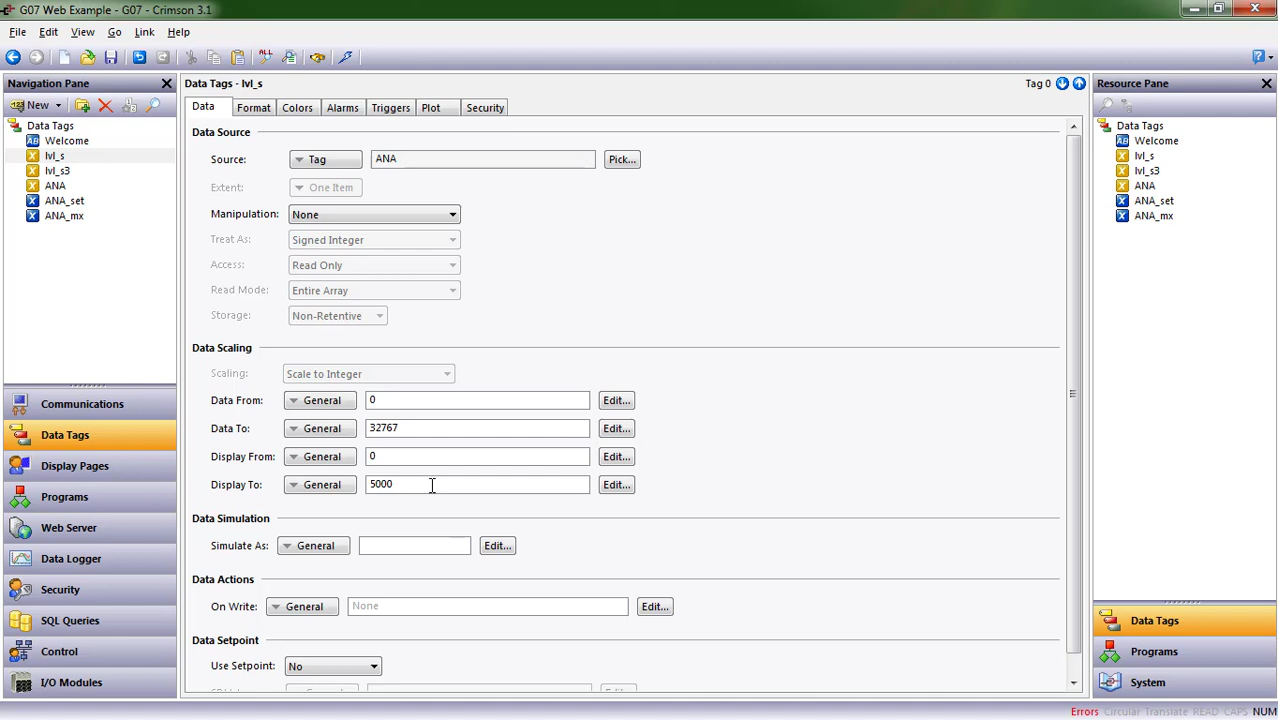 G07 Web Example - G07 - Crimson 3.1
File Edit View Go Link Help
ALL
Navigation Pane
New
Data Tags
Welcome
lvl_s
lvl_s3
ANA
ANA_set
ANA_mx
Communications
Data Tags
Display Pages
Programs
Web Server
Data Logger
Security
SQL Queries
Control
I/O Modules
Data Tags - lvl_s
Tag 0
Data Format Colors Alarms Triggers Plot Security
Data Source
Source: Tag ANA Pick...
Extent: One Item
Manipulation: None
Treat As: Signed Integer
Access: Read Only
Read Mode: Entire Array
Storage: Non-Retentive
Data Scaling
Scaling: Scale to Integer
Data From: General 0 Edit...
Data To: General 32767 Edit...
Display From: General 0 Edit...
Display To: General 5000 Edit...
Data Simulation
Simulate As: General Edit...
Data Actions
On Write: General None Edit...
Data Setpoint
Use Setpoint: No
Resource Pane
Data Tags
Welcome
lvl_s
lvl_s3
ANA
ANA_set
ANA_mx
Data Tags
Programs
System
Errors Circular Translate READ CAPS NUM